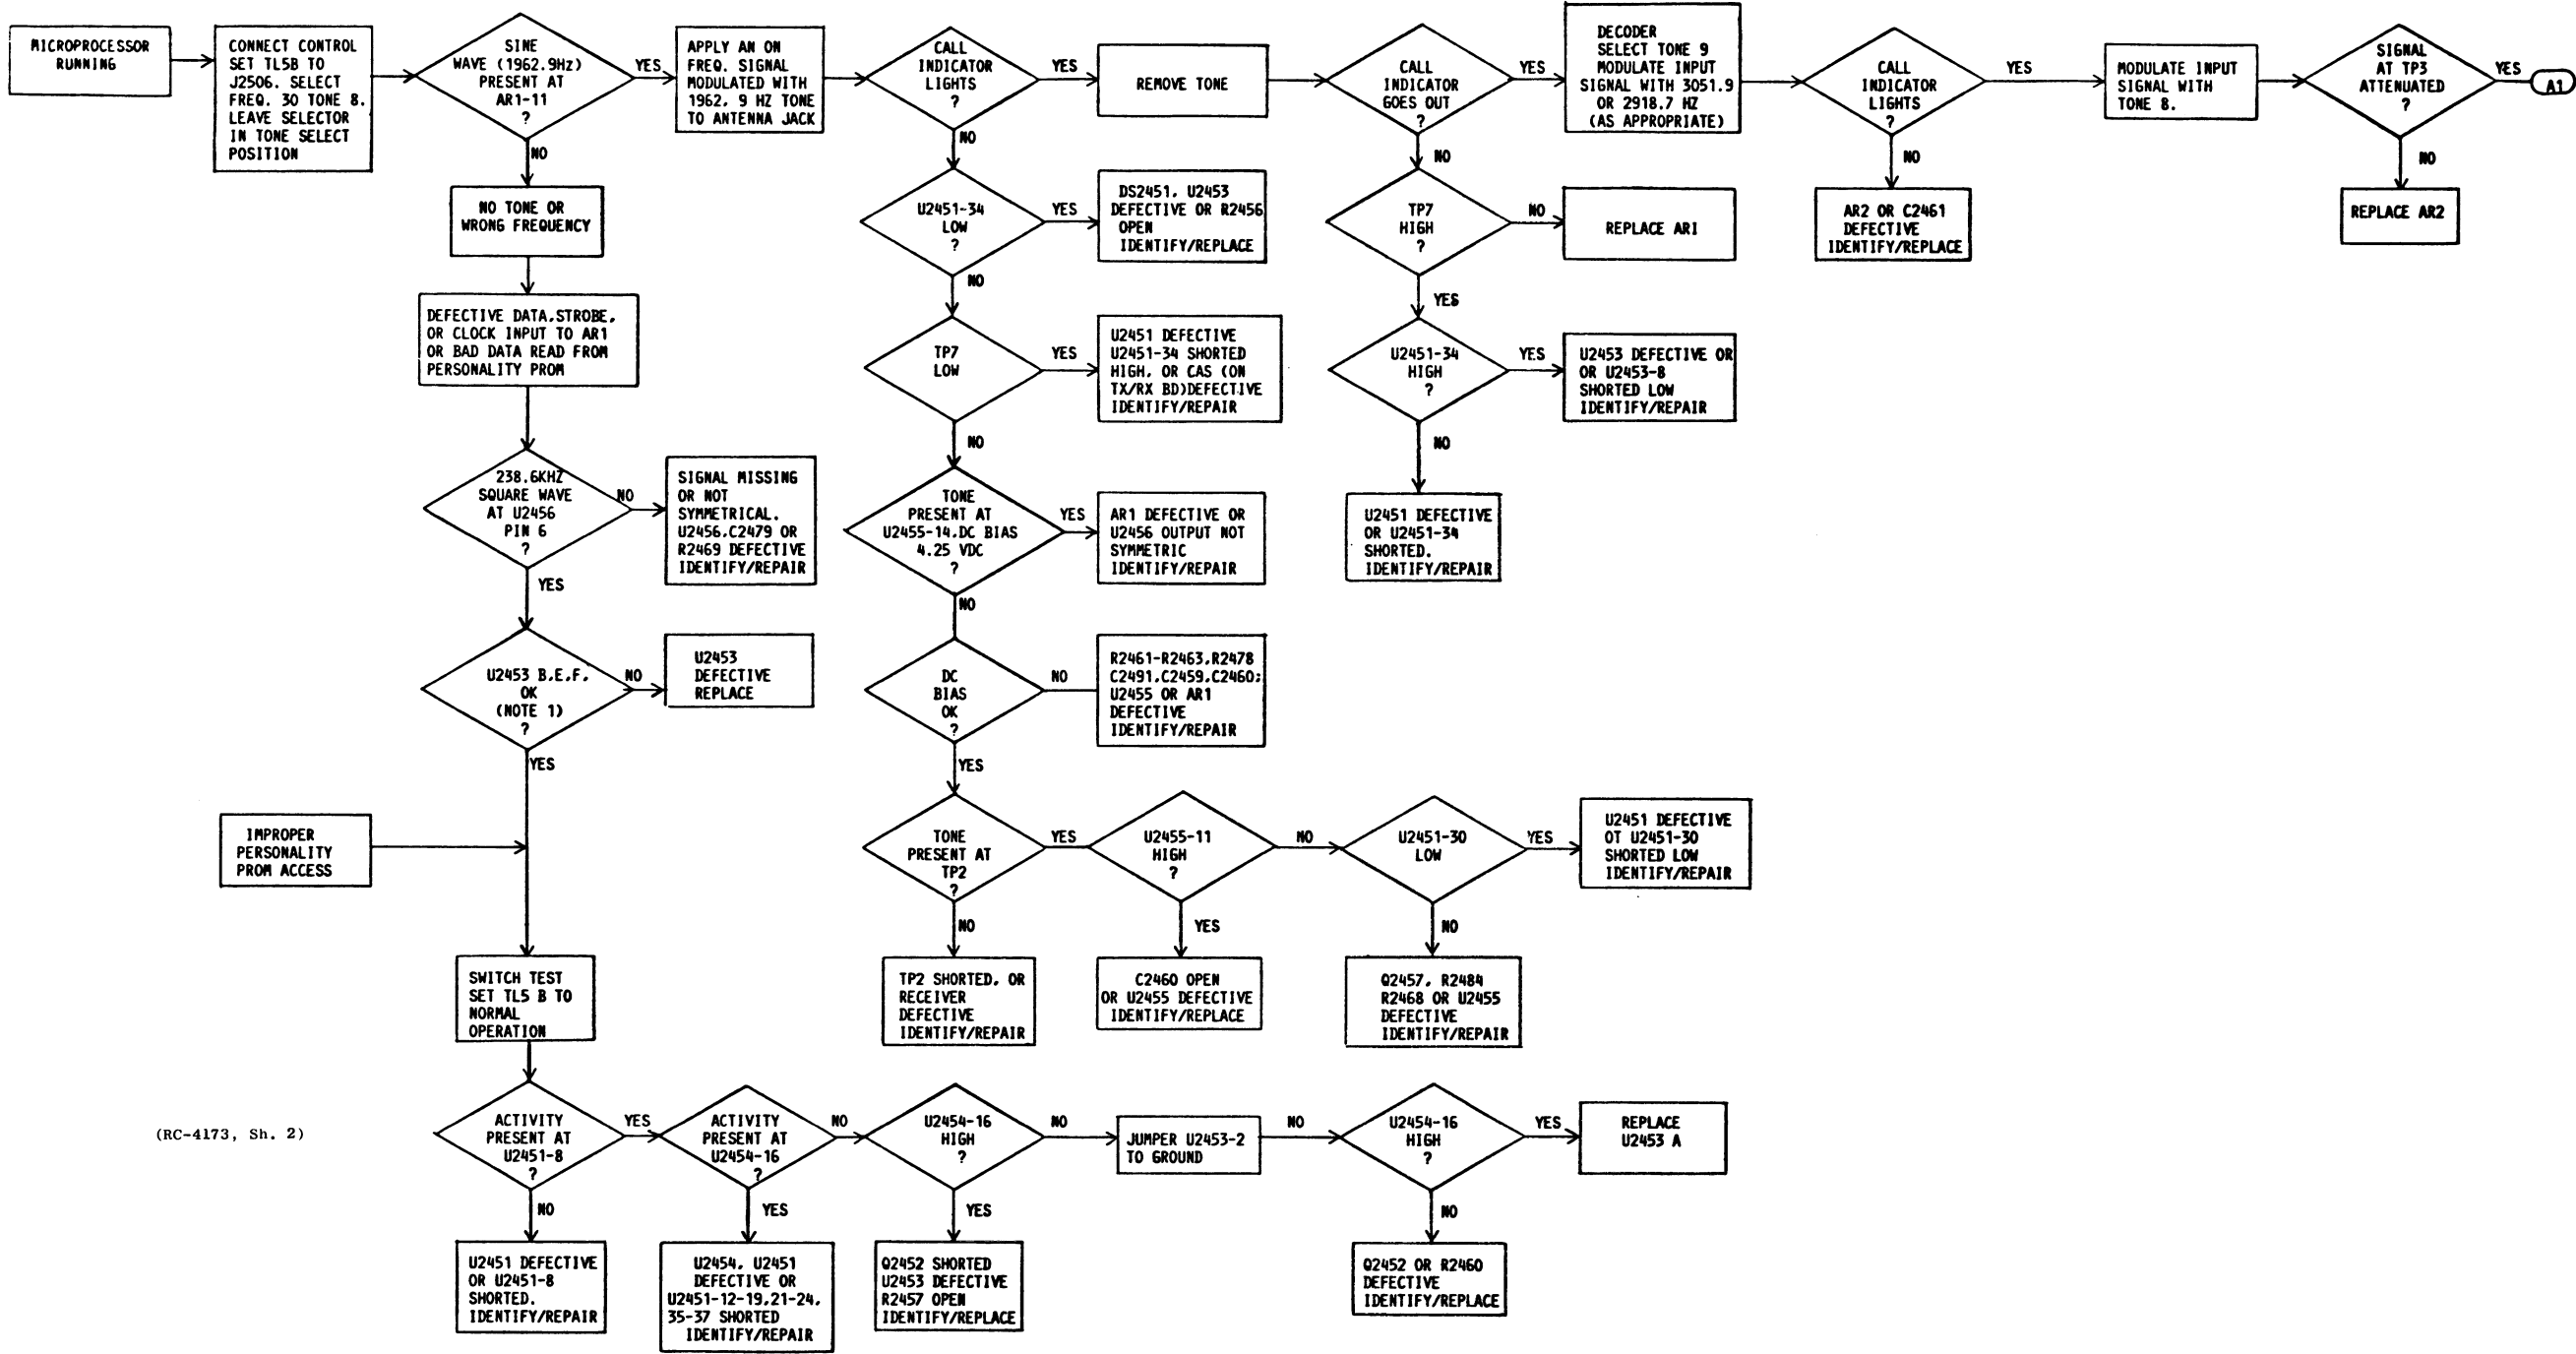 MICROPROCESSOR
RUNNING
CONNECT CONTROL
SET TL5B TO
J2506. SELECT
FREQ. 30 TONE 8.
LEAVE SELECTOR
IN TONE SELECT
POSITION
SINE
WAVE (1962.9Hz)
PRESENT AT
AR1-11
?
YES
NO
APPLY AN ON
FREQ. SIGNAL
MODULATED WITH
1962. 9 HZ TONE
TO ANTENNA JACK
CALL
INDICATOR
LIGHTS
?
YES
NO
REMOVE TONE
CALL
INDICATOR
GOES OUT
?
YES
NO
DECODER
SELECT TONE 9
MODULATE INPUT
SIGNAL WITH 3051.9
OR 2918.7 HZ
(AS APPROPRIATE)
CALL
INDICATOR
LIGHTS
?
YES
NO
MODULATE INPUT
SIGNAL WITH
TONE 8.
SIGNAL
AT TP3
ATTENUATED
?
YES
A1
NO
NO TONE OR
WRONG FREQUENCY
U2451-34
LOW
?
YES
NO
DS2451. U2453
DEFECTIVE OR R2456
OPEN
IDENTIFY/REPLACE
TP7
HIGH
?
NO
YES
REPLACE AR1
AR2 OR C2461
DEFECTIVE
IDENTIFY/REPLACE
REPLACE AR2
DEFECTIVE DATA.STROBE.
OR CLOCK INPUT TO AR1
OR BAD DATA READ FROM
PERSONALITY PROM
TP7
LOW
YES
NO
U2451 DEFECTIVE
U2451-34 SHORTED
HIGH. OR CAS (ON
TX/RX BD)DEFECTIVE
IDENTIFY/REPAIR
U2451-34
HIGH
?
YES
NO
U2453 DEFECTIVE OR
OR U2453-8
SHORTED LOW
IDENTIFY/REPAIR
238.6KHZ
SQUARE WAVE
AT U2456
PIN 6
?
NO
YES
SIGNAL MISSING
OR NOT
SYMMETRICAL.
U2456.C2479 OR
R2469 DEFECTIVE
IDENTIFY/REPAIR
TONE
PRESENT AT
U2455-14.DC BIAS
4.25 VDC
?
YES
NO
AR1 DEFECTIVE OR
U2456 OUTPUT NOT
SYMMETRIC
IDENTIFY/REPAIR
U2451 DEFECTIVE
OR U2451-34
SHORTED.
IDENTIFY/REPAIR
U2453 B.E.F.
OK
(NOTE 1)
?
NO
YES
U2453
DEFECTIVE
REPLACE
DC
BIAS
OK
?
NO
YES
R2461-R2463.R2478
C2491.C2459.C2460:
U2455 OR AR1
DEFECTIVE
IDENTIFY/REPAIR
IMPROPER
PERSONALITY
PROM ACCESS
TONE
PRESENT AT
TP2
?
YES
NO
U2455-11
HIGH
?
NO
YES
U2451-30
LOW
YES
NO
U2451 DEFECTIVE
OT U2451-30
SHORTED LOW
IDENTIFY/REPAIR
SWITCH TEST
SET TL5 B TO
NORMAL
OPERATION
TP2 SHORTED. OR
RECEIVER
DEFECTIVE
IDENTIFY/REPAIR
C2460 OPEN
OR U2455 DEFECTIVE
IDENTIFY/REPLACE
Q2457. R2484
R2468 OR U2455
DEFECTIVE
IDENTIFY/REPAIR
(RC-4173, Sh. 2)
ACTIVITY
PRESENT AT
U2451-8
?
YES
NO
ACTIVITY
PRESENT AT
U2454-16
?
NO
YES
U2454-16
HIGH
?
NO
YES
JUMPER U2453-2
TO GROUND
NO
U2454-16
HIGH
?
YES
NO
REPLACE
U2453 A
U2451 DEFECTIVE
OR U2451-8
SHORTED.
IDENTIFY/REPAIR
U2454. U2451
DEFECTIVE OR
U2451-12-19.21-24.
35-37 SHORTED
IDENTIFY/REPAIR
Q2452 SHORTED
U2453 DEFECTIVE
R2457 OPEN
IDENTIFY/REPLACE
Q2452 OR R2460
DEFECTIVE
IDENTIFY/REPLACE